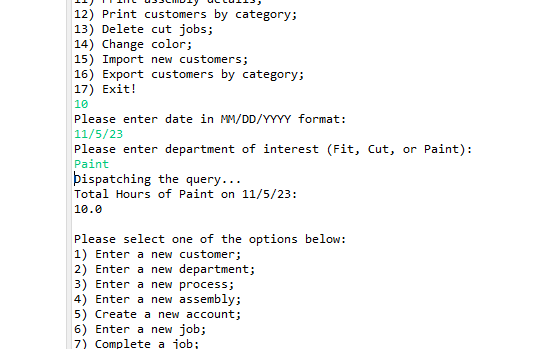 12) Print customers by category;
13) Delete cut jobs;
14) Change color;
15) Import new customers;
16) Export customers by category;
17) Exit!
10
Please enter date in MM/DD/YYYY format:
11/5/23
Please enter department of interest (Fit, Cut, or Paint):
Paint
Dispatching the query...
Total Hours of Paint on 11/5/23:
10.0
Please select one of the options below:
1) Enter a new customer;
2) Enter a new department;
3) Enter a new process;
4) Enter a new assembly;
5) Create a new account;
6) Enter a new job;
7) Complete a job;